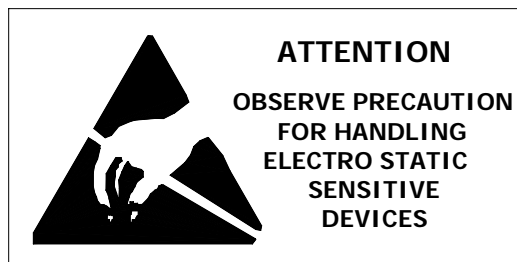 ATTENTION
OBSERVE PRECAUTION
FOR HANDLING
ELECTRO STATIC
SENSITIVE
DEVICES